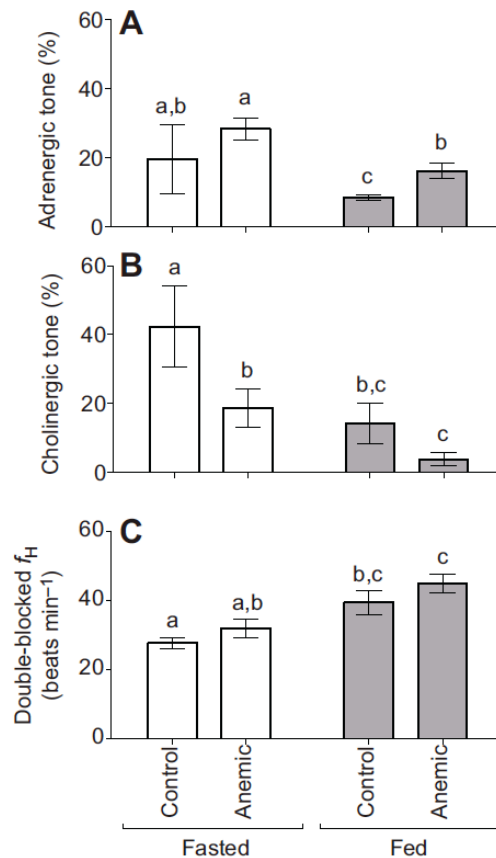 A
Adrenergic tone (%)
60
40
20
0
a,b
a
c
b
B
Cholinergic tone (%)
60
40
20
0
a
b
b,c
c
C
Double-blocked fH
(beats min–1)
60
40
20
0
a
a,b
b,c
c
Control
Anemic
Control
Anemic
Fasted
Fed